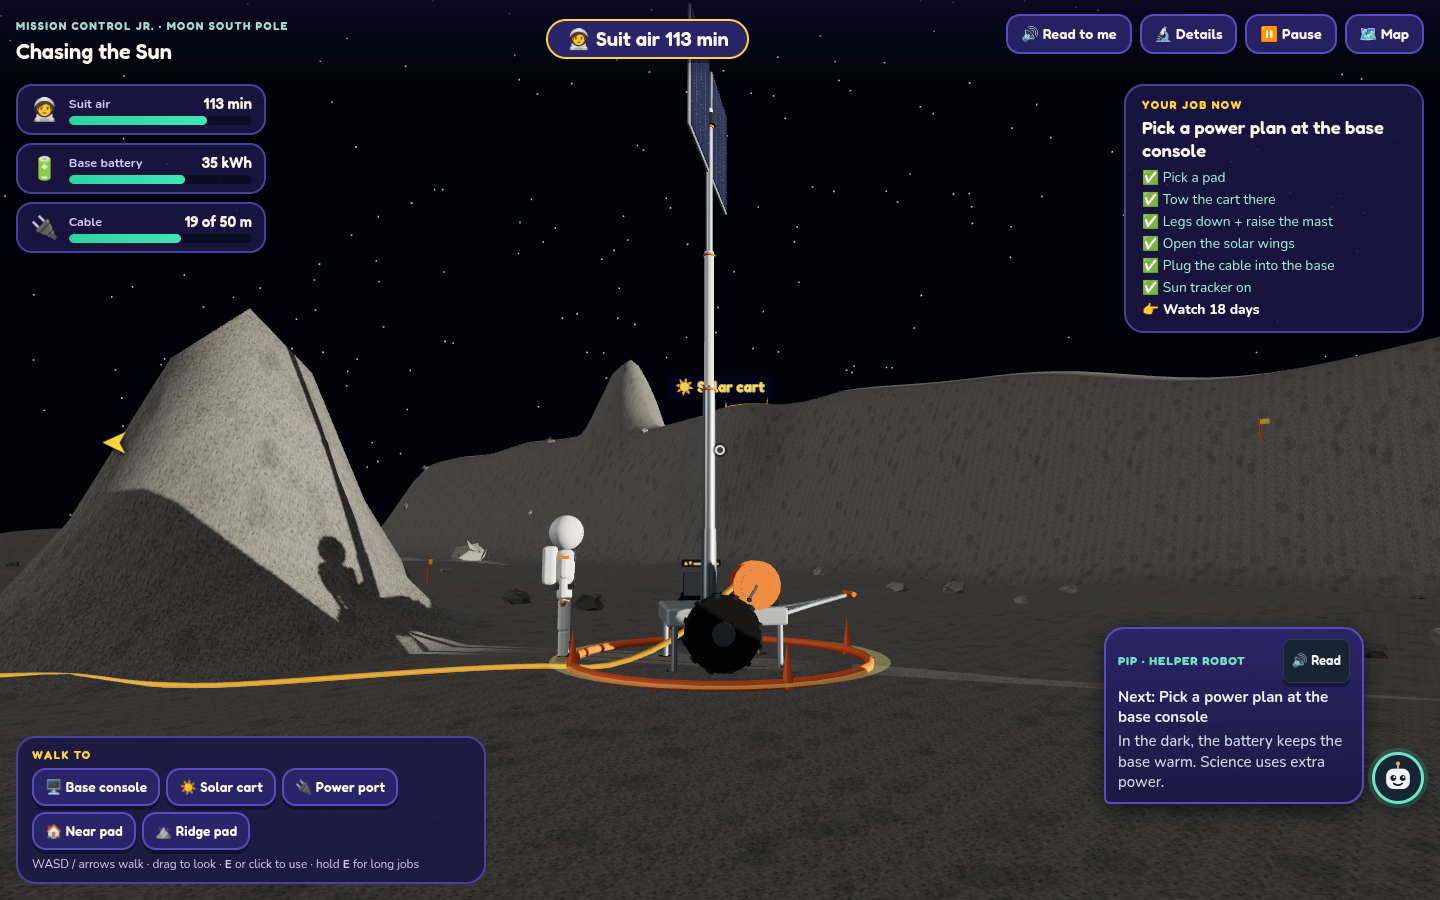 MISSION CONTROL JR. · MOON SOUTH POLE
Chasing the Sun
Suit air 113 min
Read to me
Details
Pause
Map
Suit air 113 min
Base battery 35 kWh
Cable 19 of 50 m
YOUR JOB NOW
Pick a power plan at the base
console
Pick a pad
Tow the cart there
Legs down + raise the mast
Open the solar wings
Plug the cable into the base
Sun tracker on
Watch 18 days
Solar cart
PIP · HELPER ROBOT
Read
Next: Pick a power plan at the
base console
In the dark, the battery keeps the
base warm. Science uses extra
power.
WALK TO
Base console
Solar cart
Power port
Near pad
Ridge pad
WASD / arrows walk · drag to look · E or click to use · hold E for long jobs